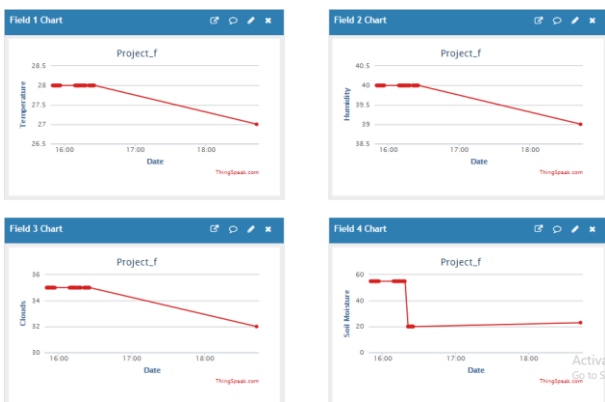 Field 1 Chart
Project_f
Temperature
28.5
28
27.5
27
26.5
16:00 17:00 18:00
Date
ThingSpeak.com
Field 2 Chart
Project_f
Humidity
40.5
40
39.5
39
38.5
16:00 17:00 18:00
Date
ThingSpeak.com
Field 3 Chart
Project_f
Clouds
36
34
32
30
16:00 17:00 18:00
Date
ThingSpeak.com
Field 4 Chart
Project_f
Soil Moisture
60
40
20
0
16:00 17:00 18:00
Date
ThingSpeak.com
Activa
Go to S